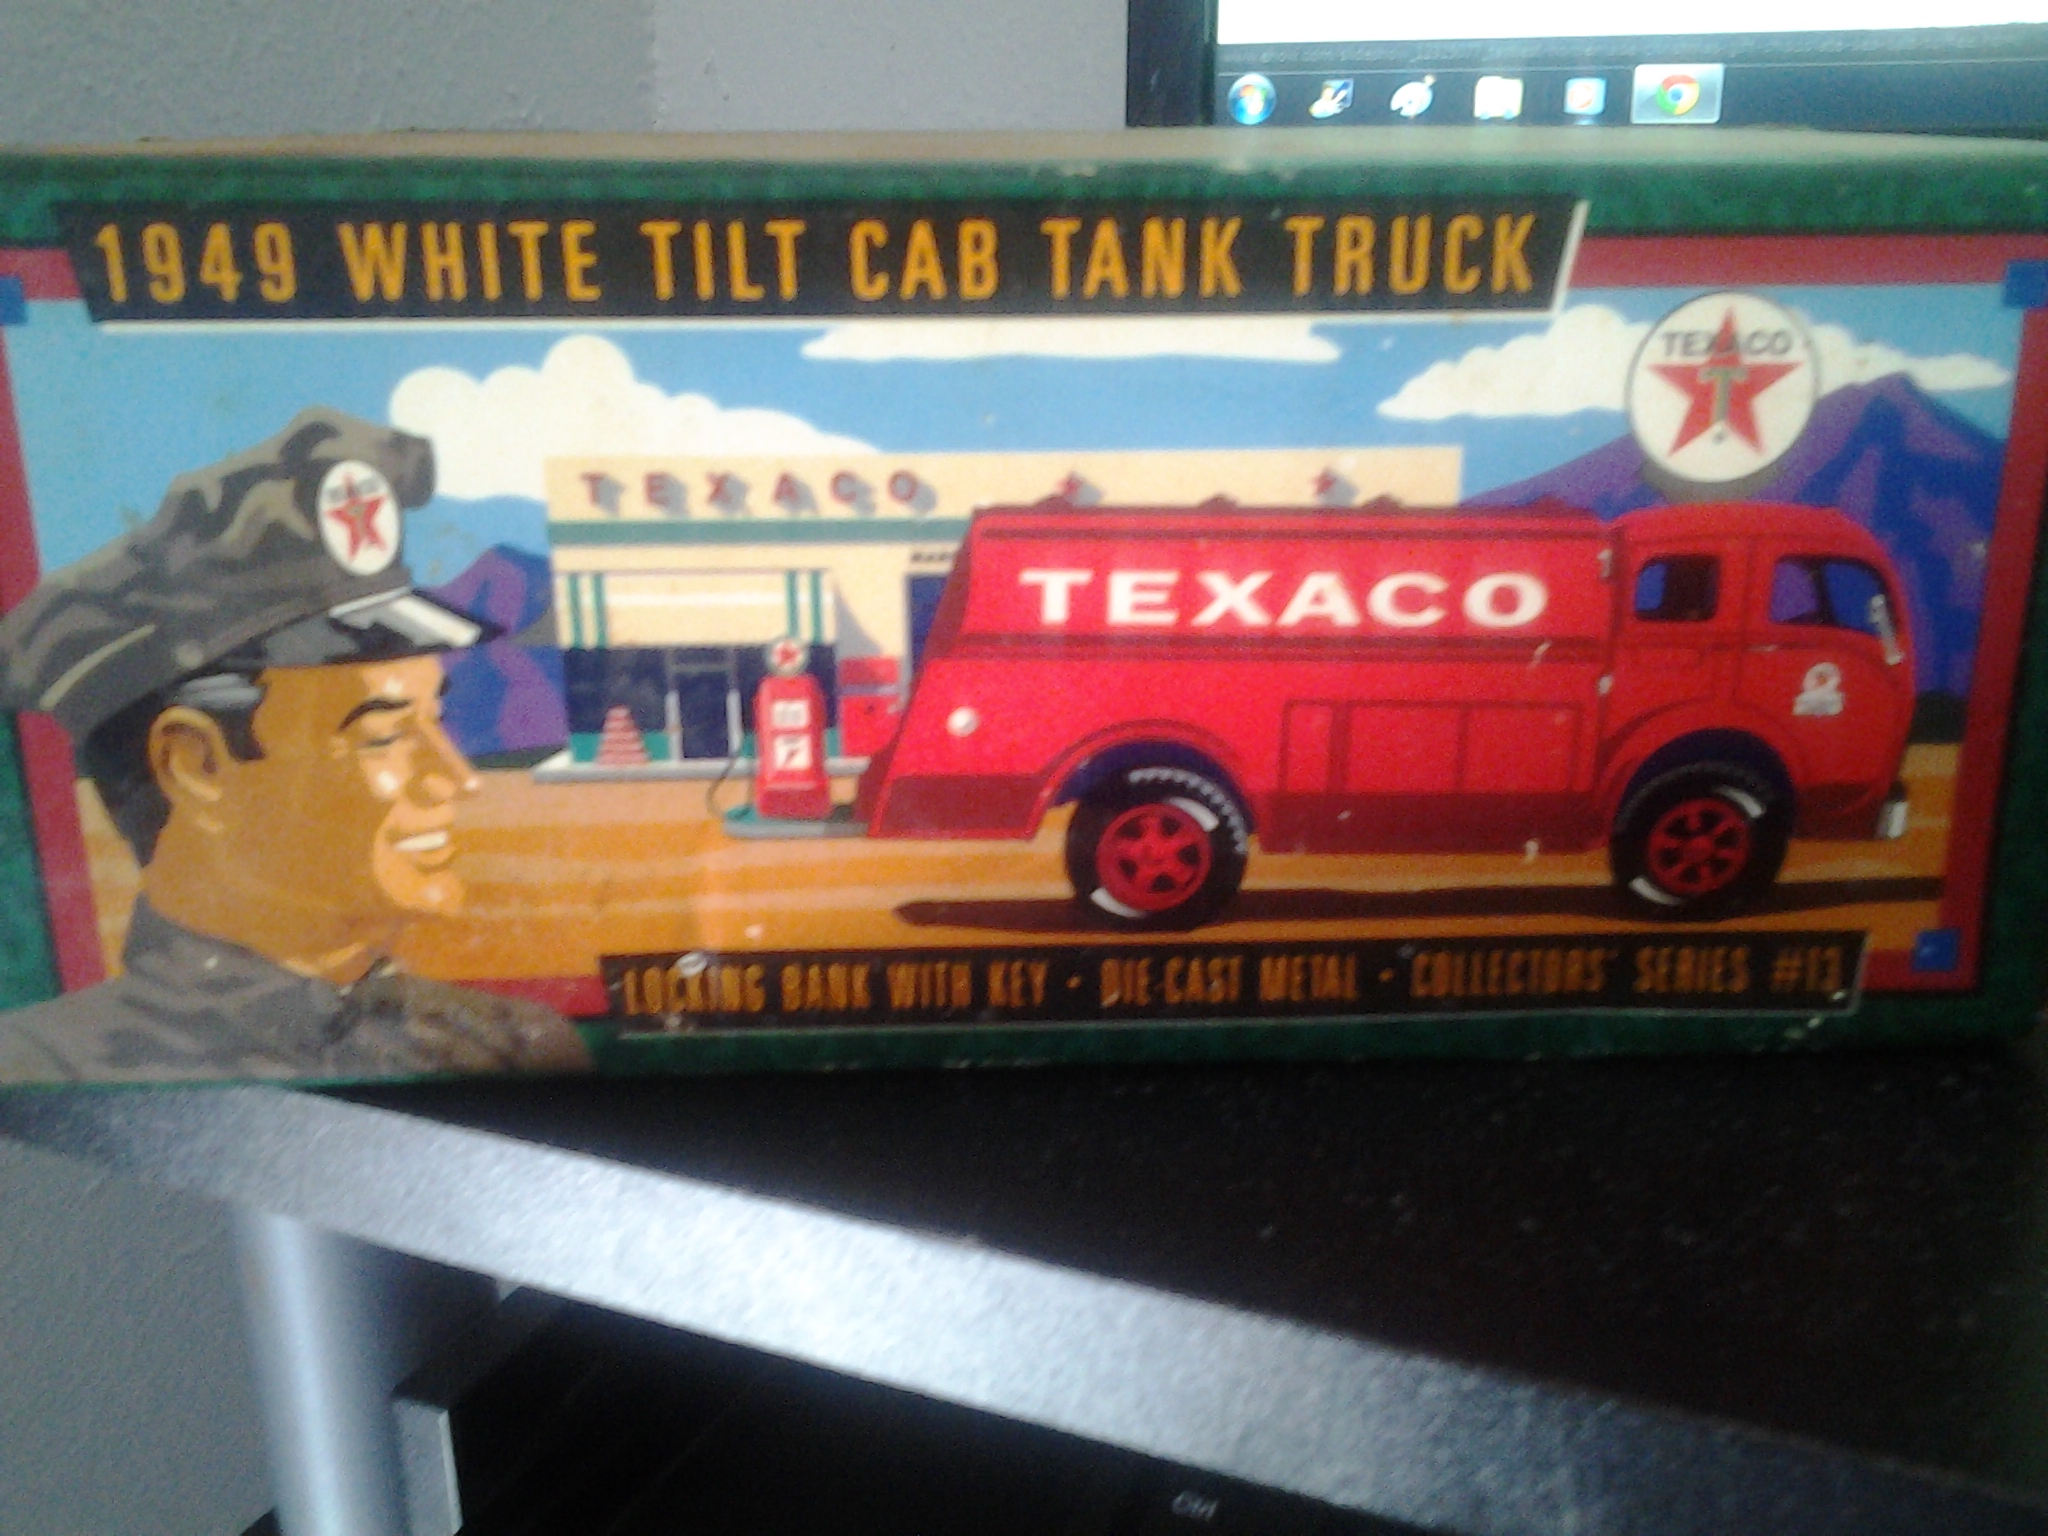 1949 WHITE TILT CAB TANK TRUCK
TEXACO
T
TEXACO
TEXACO
T
LOCKING BANK WITH KEY · DIE-CAST METAL · COLLECTORS' SERIES #13
Ctrl